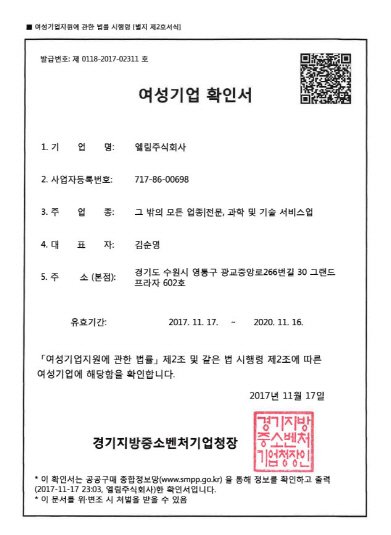 ■ 여성기업지원에 관한 법률 시행령 [별지 제2호서식]
발급번호: 제 0118-2017-02311 호
여성기업 확인서
1. 기 업 명: 엘림주식회사
2. 사업자등록번호: 717-86-00698
3. 주 업 종: 그 밖의 모든 업종|전문, 과학 및 기술 서비스업
4. 대 표 자: 김순영
5. 주 소 (본점): 경기도 수원시 영통구 광교중앙로266번길 30 그랜드
프라자 602호
유효기간: 2017. 11. 17. ~ 2020. 11. 16.
「여성기업지원에 관한 법률」 제2조 및 같은 법 시행령 제2조에 따른
여성기업에 해당함을 확인합니다.
2017년 11월 17일
경기지방중소벤처기업청장
경기지방
중소벤처
기업청장인
* 이 확인서는 공공구매 종합정보망(www.smpp.go.kr) 을 통해 정보를 확인하고 출력
(2017-11-17 23:03, 엘림주식회사)한 확인서입니다.
* 이 문서를 위·변조 시 처벌을 받을 수 있음